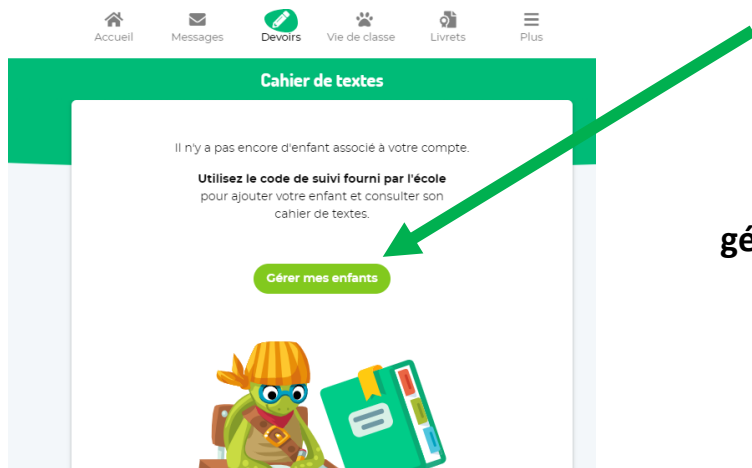 Accueil Messages Devoirs Vie de classe Livrets Plus
Cahier de textes
Il n'y a pas encore d'enfant associé à votre compte.
Utilisez le code de suivi fourni par l'école
pour ajouter votre enfant et consulter son
cahier de textes.
gé
Gérer mes enfants